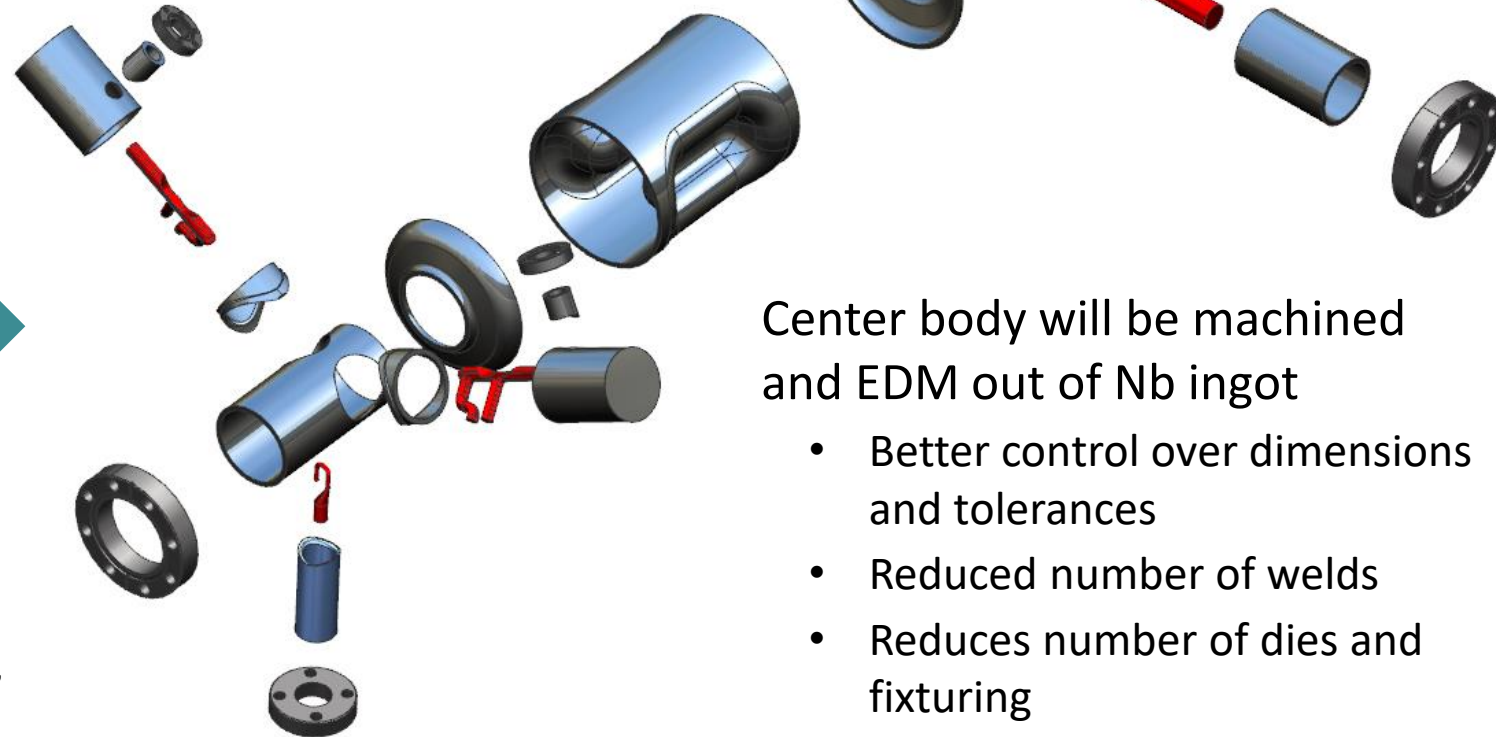 Center body will be machined
and EDM out of Nb ingot
• Better control over dimensions
and tolerances
• Reduced number of welds
• Reduces number of dies and
fixturing